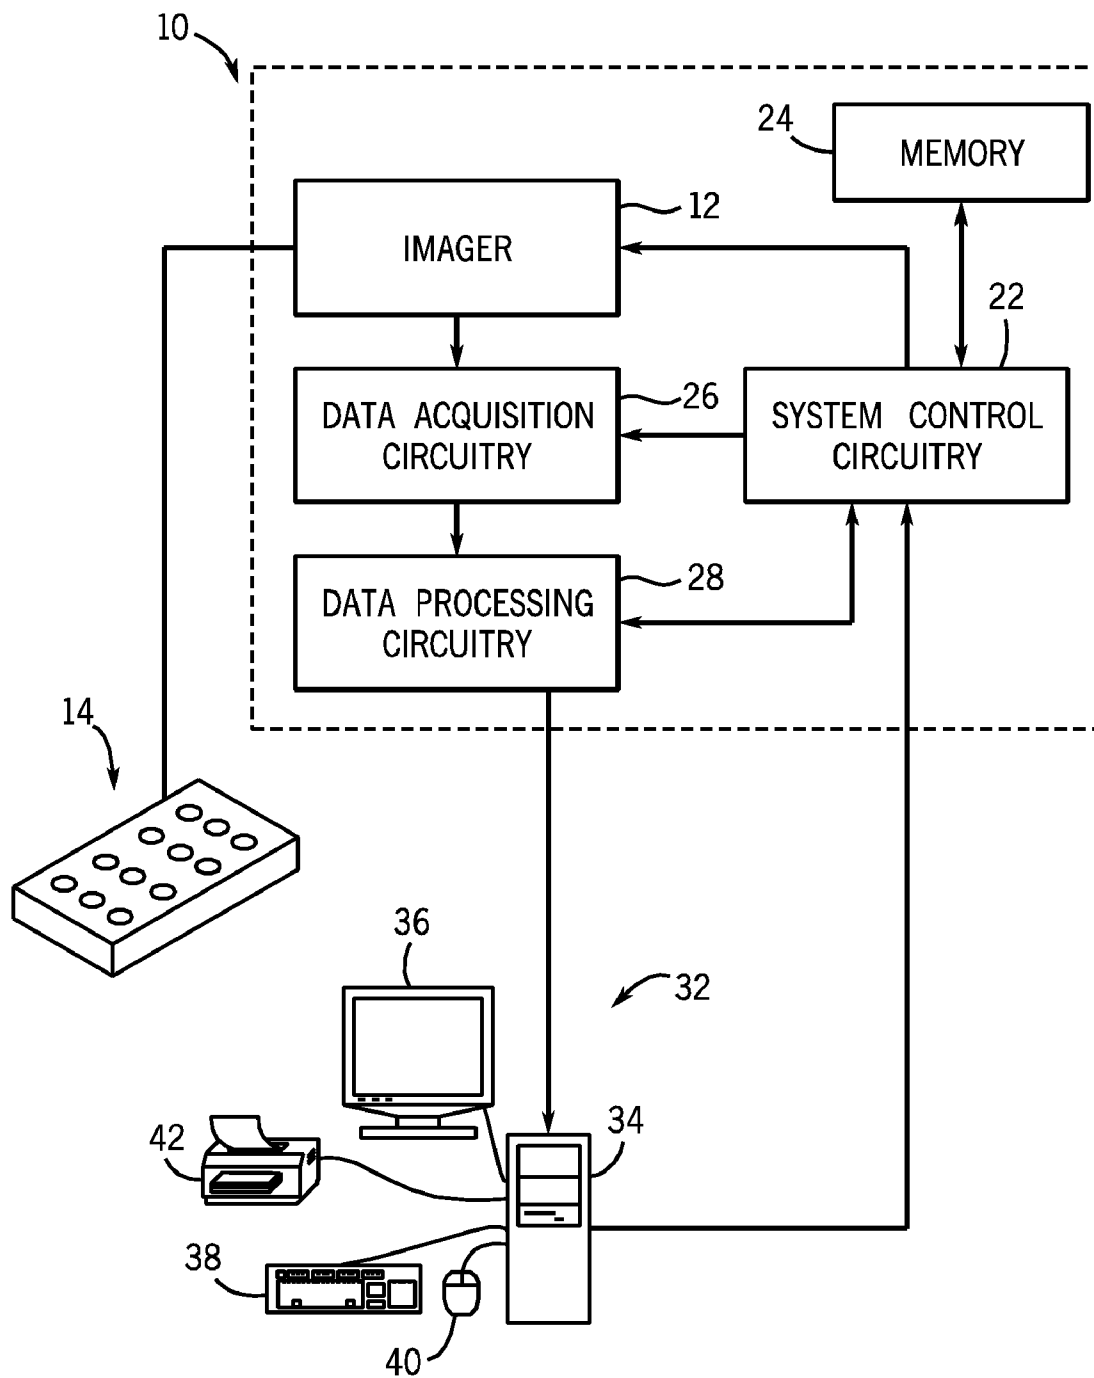 10
24
MEMORY
12
IMAGER
22
26
DATA ACQUISITION
CIRCUITRY
SYSTEM CONTROL
CIRCUITRY
28
DATA PROCESSING
CIRCUITRY
14
36
32
34
42
38
40